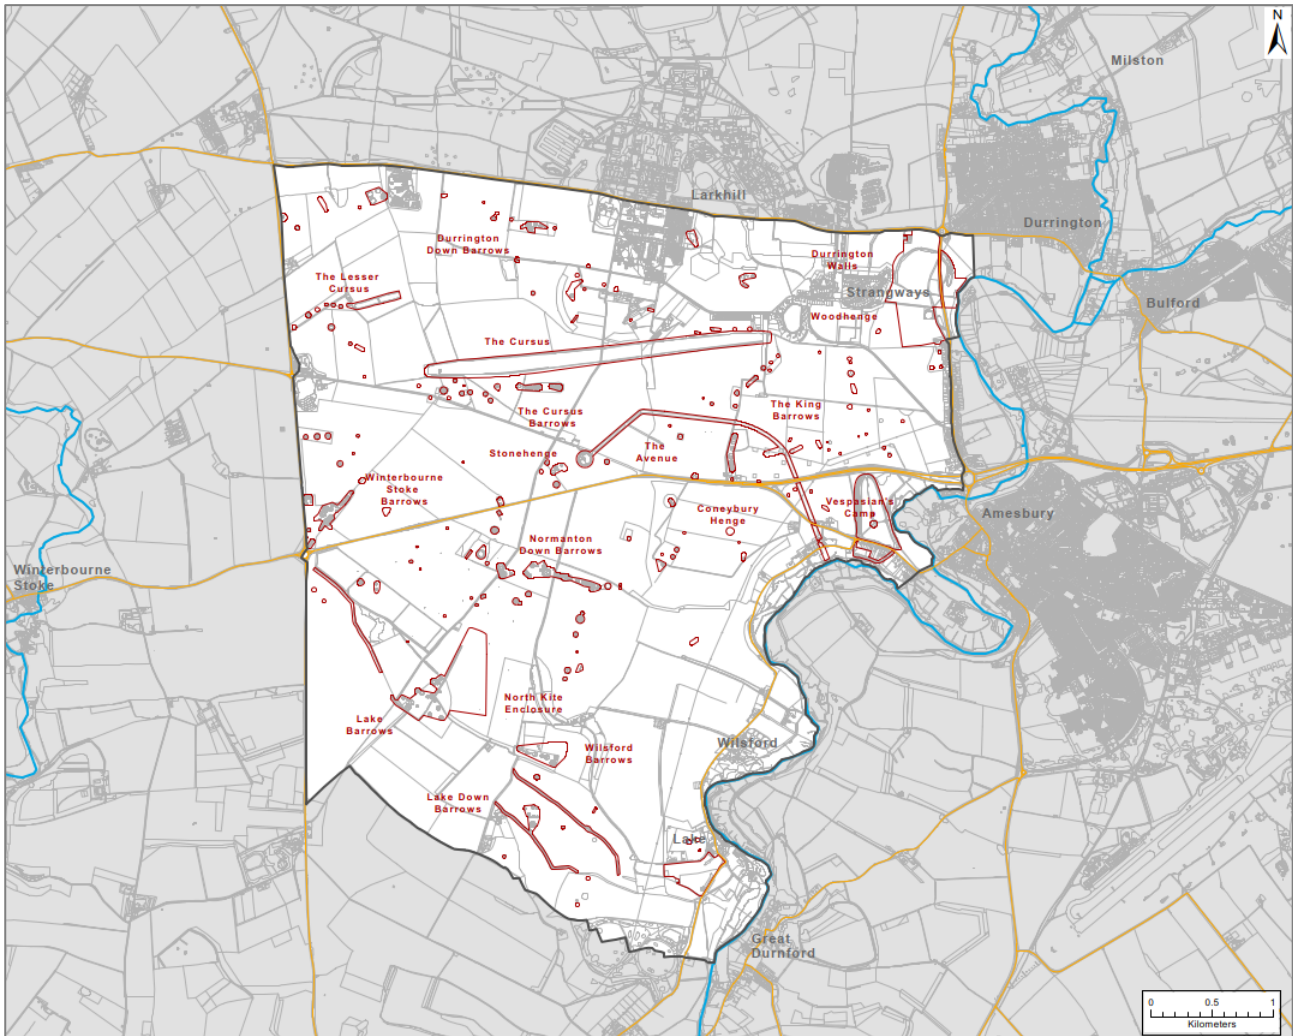 N
Milston
Larkhill
Durrington
Durrington
Down Barrows
Durrington
Walls
The Lesser
Cursus
Strangways
Bulford
Woodhenge
The Cursus
The King
Barrows
The Cursus
Barrows
The
Avenue
Stonehenge
Winterbourne
Stoke
Barrows
Vespasian's
Camp
Coneybury
Henge
Amesbury
Normanton
Down Barrows
Winterbourne
Stoke
North Kite
Enclosure
Lake
Barrows
Wilsford
Wilsford
Barrows
Lake Down
Barrows
Lake
Great
Durnford
0 0.5 1
Kilometers